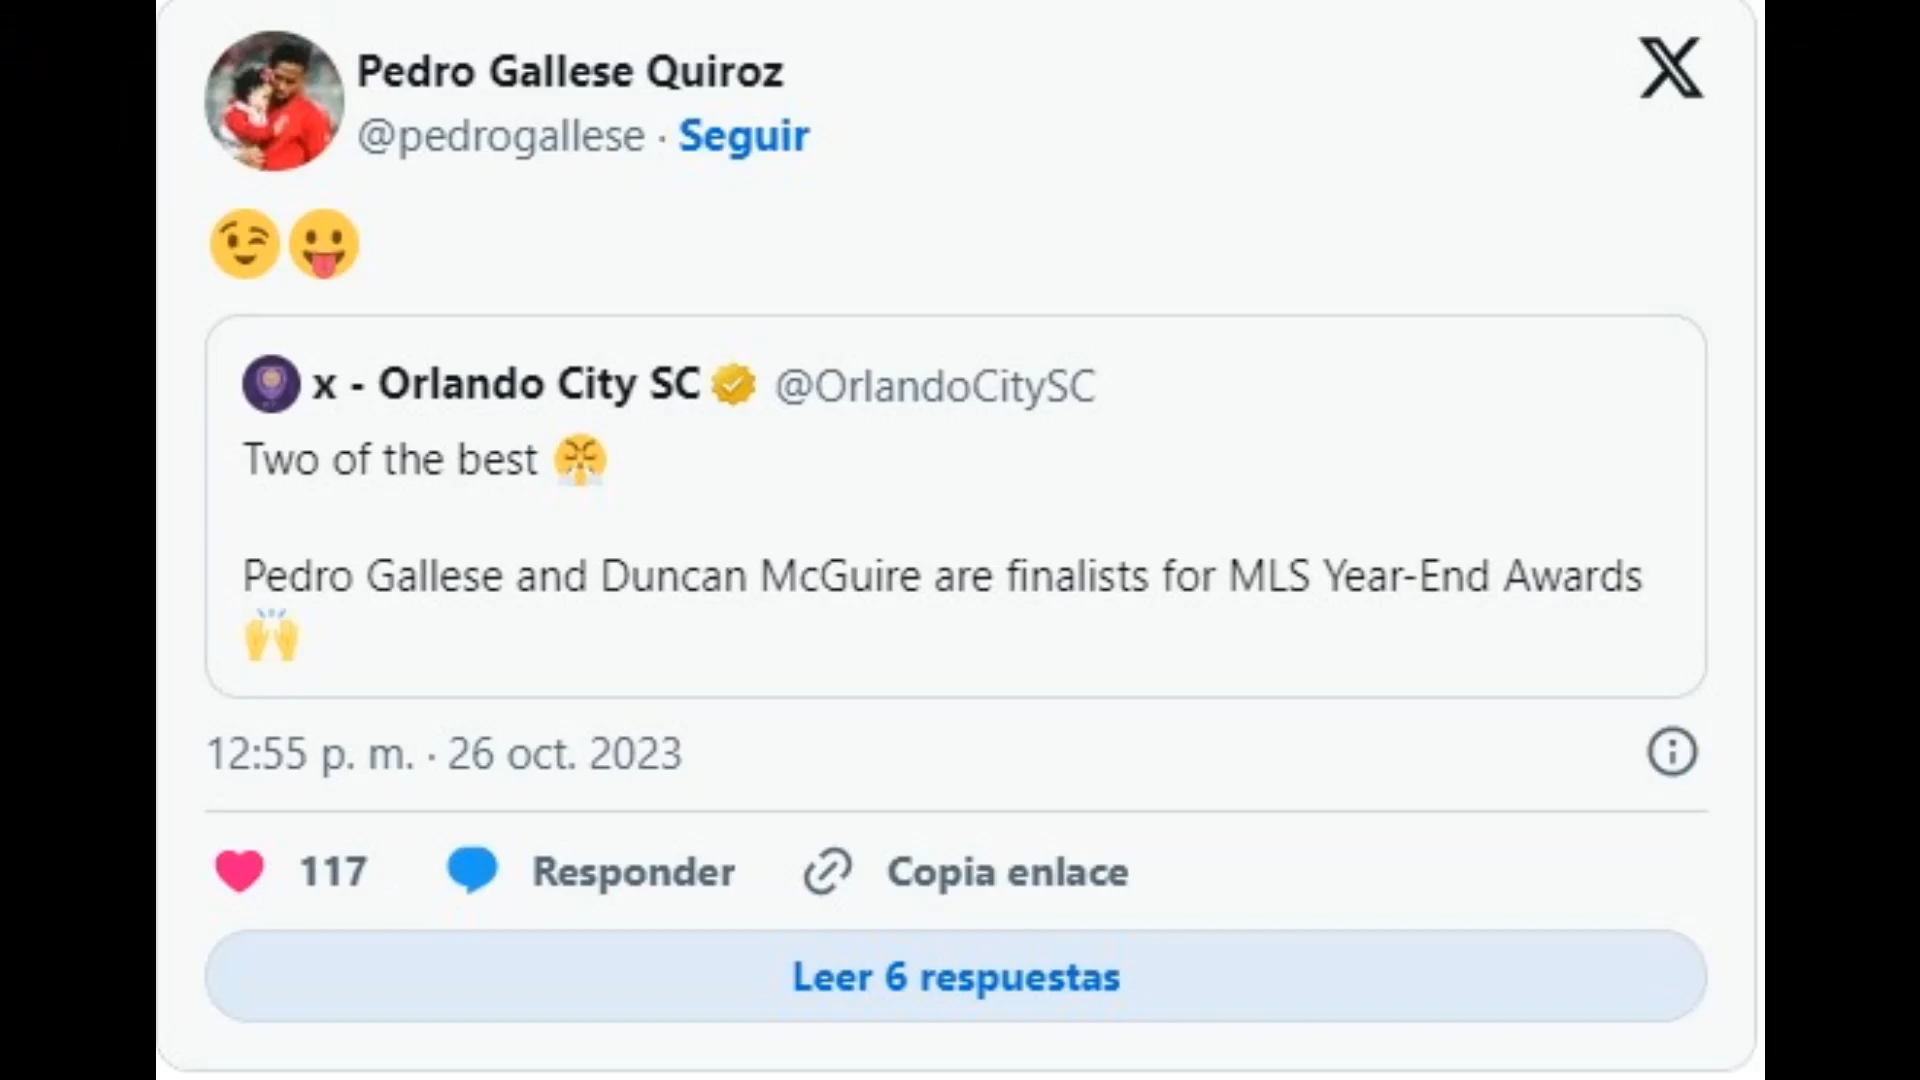 Pedro Gallese Quiroz
@pedrogallese · Seguir
😉😛
x - Orlando City SC @OrlandoCitySC
Two of the best 😤
Pedro Gallese and Duncan McGuire are finalists for MLS Year-End Awards
🙌
12:55 p. m. · 26 oct. 2023
117 Responder Copia enlace
Leer 6 respuestas